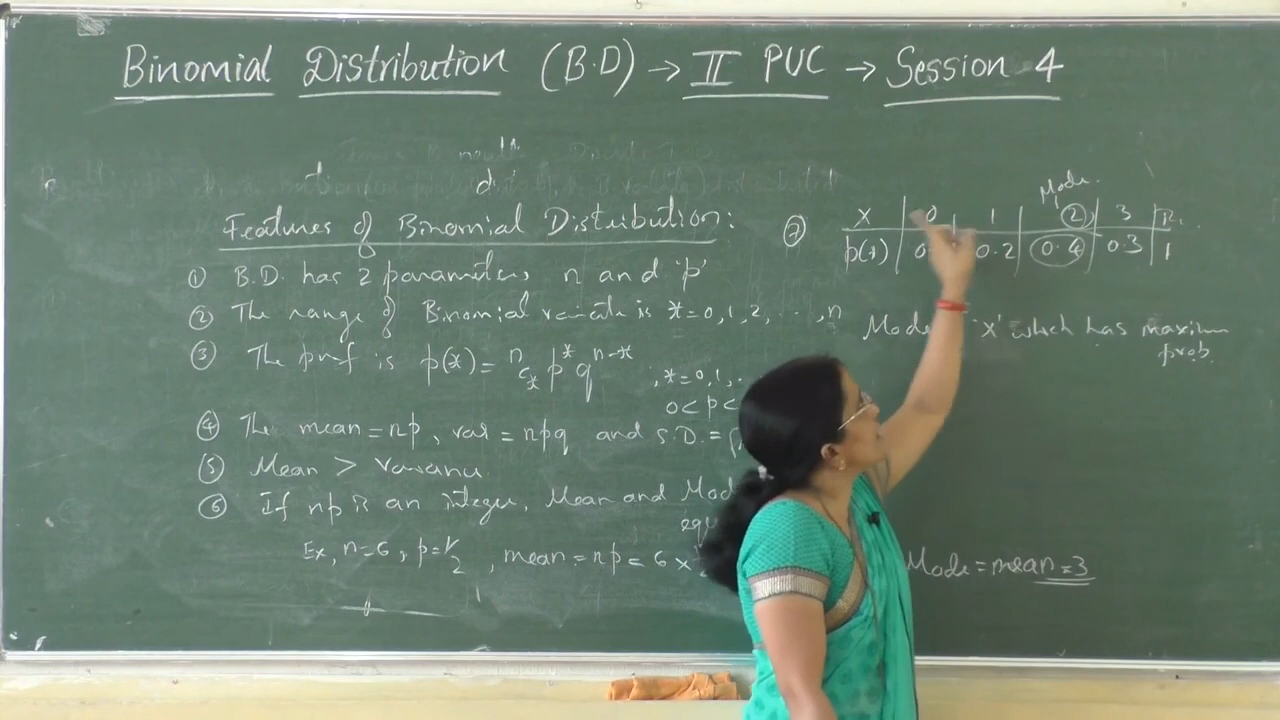 Binomial Distribution (B.D) → II PUC → Session 4
Features of Binomial Distribution:
① B.D. has 2 parameters, n and 'p'
② The range of Binomial variate is x=0,1,2, ..., n
③ The pmf is p(x) = ⁿCₓ pˣ qⁿ⁻ˣ
, x=0,1,..
0<p<
④ The mean = np, var = npq and S.D. =
⑤ Mean > variance
⑥ If np is an integer, Mean and Mod
equ
Ex, n=6, p=1/2, mean = np = 6 x
Mode = mean = 3
⑦
Mode.
x | 0 | 1 | 2 | 3
p(x) | 0. | 0.2 | 0.4 | 0.3 | 1
Mode 'x' which has maximum
prob.